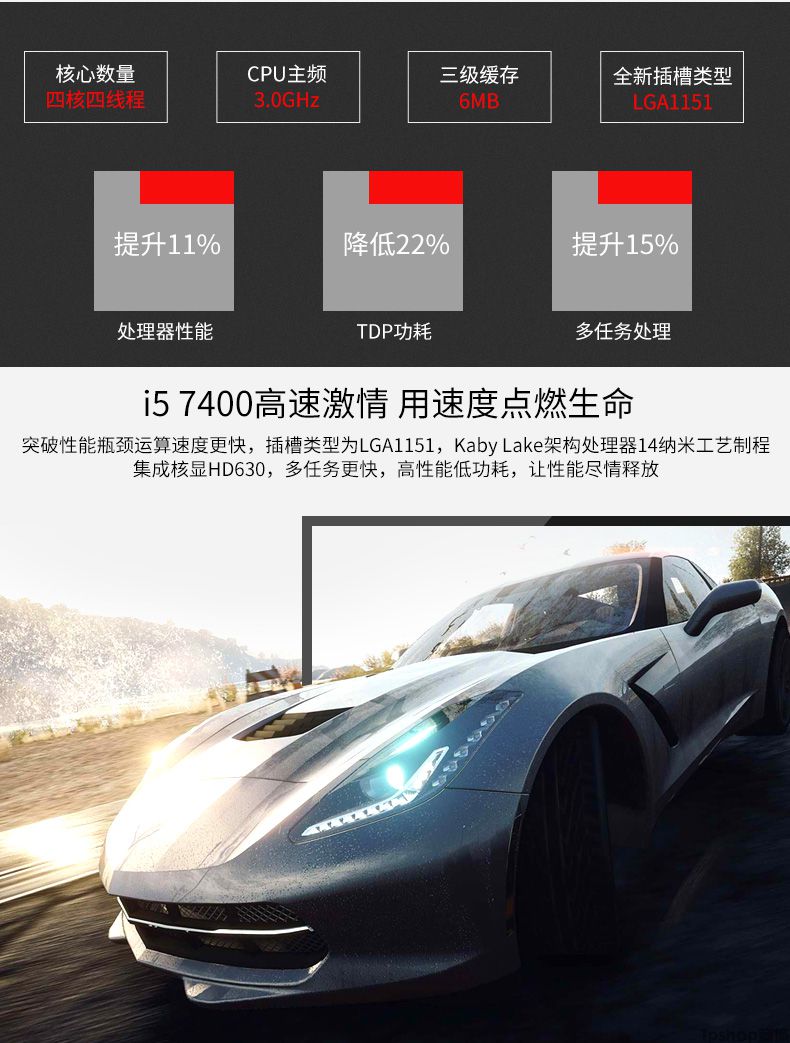 核心数量
四核四线程
CPU主频
3.0GHz
三级缓存
6MB
全新插槽类型
LGA1151
提升11%
处理器性能
降低22%
TDP功耗
提升15%
多任务处理
i5 7400高速激情 用速度点燃生命
突破性能瓶颈运算速度更快，插槽类型为LGA1151，Kaby Lake架构处理器14纳米工艺制程
集成核显HD630，多任务更快，高性能低功耗，让性能尽情释放